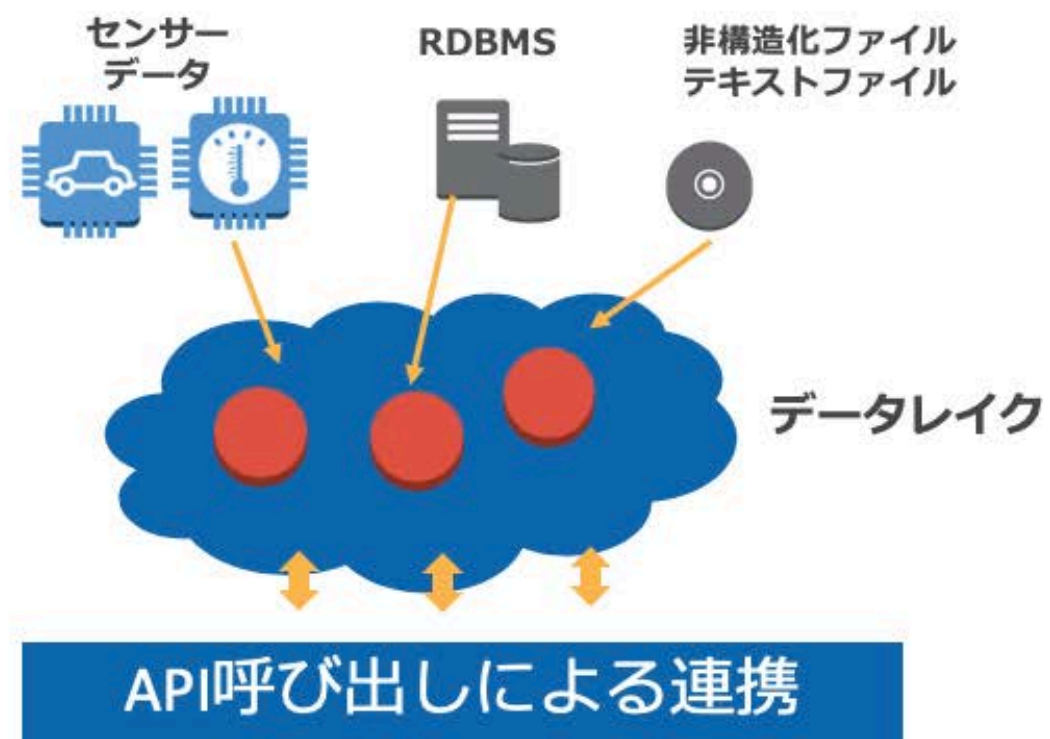 センサー
データ
RDBMS
非構造化ファイル
テキストファイル
データレイク
API呼び出しによる連携